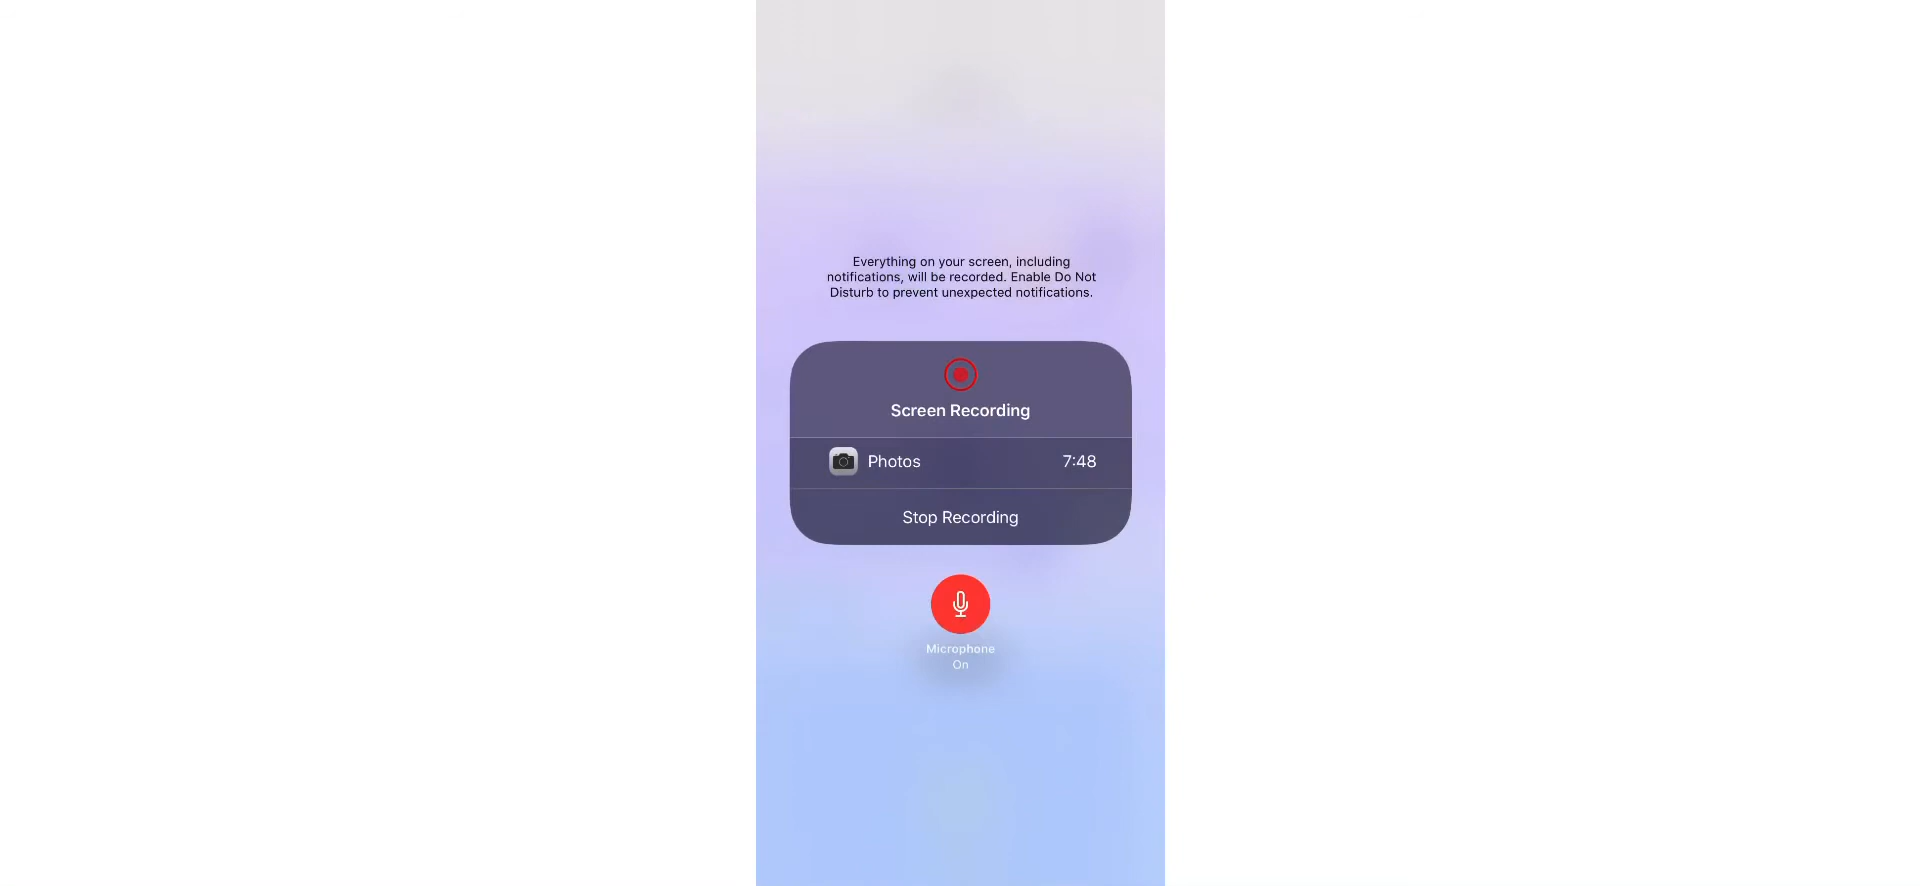 Everything on your screen, including
notifications, will be recorded. Enable Do Not
Disturb to prevent unexpected notifications.
Screen Recording
Photos 7:48
Stop Recording
Microphone
On